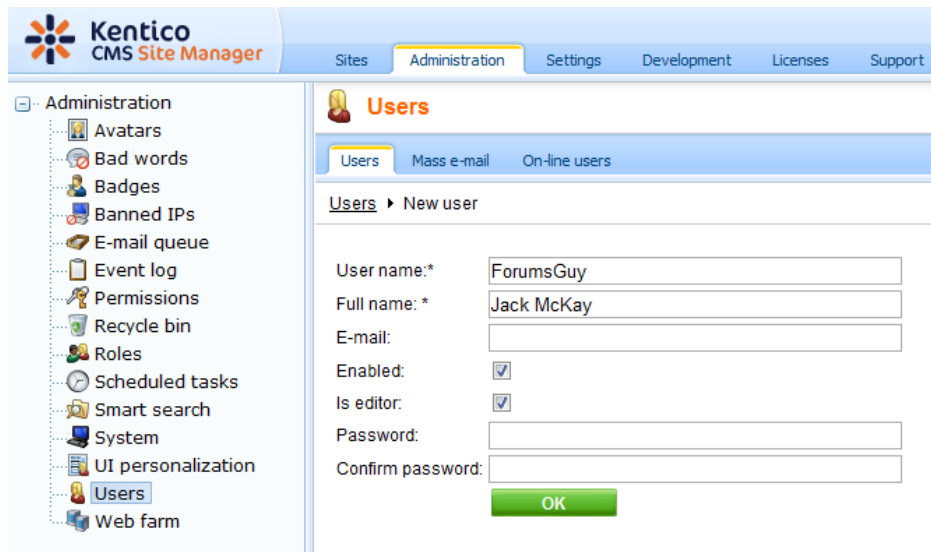 Kentico
CMS Site Manager
Sites Administration Settings Development Licenses Support
Administration
Avatars
Bad words
Badges
Banned IPs
E-mail queue
Event log
Permissions
Recycle bin
Roles
Scheduled tasks
Smart search
System
UI personalization
Users
Web farm
Users
Users Mass e-mail On-line users
Users New user
User name:* ForumsGuy
Full name: * Jack McKay
E-mail:
Enabled:
Is editor:
Password:
Confirm password:
OK